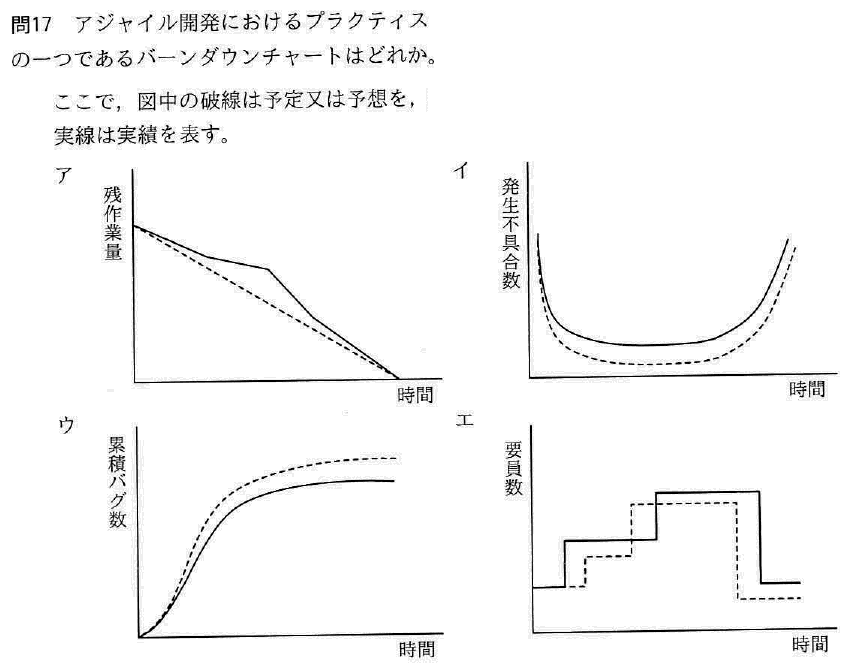 問17 アジャイル開発におけるプラクティス
の一つであるバーンダウンチャートはどれか。
ここで，図中の破線は予定又は予想を，
実線は実績を表す。
ア
残作業量
時間
イ
発生不具合数
時間
ウ
累積バグ数
時間
エ
要員数
時間